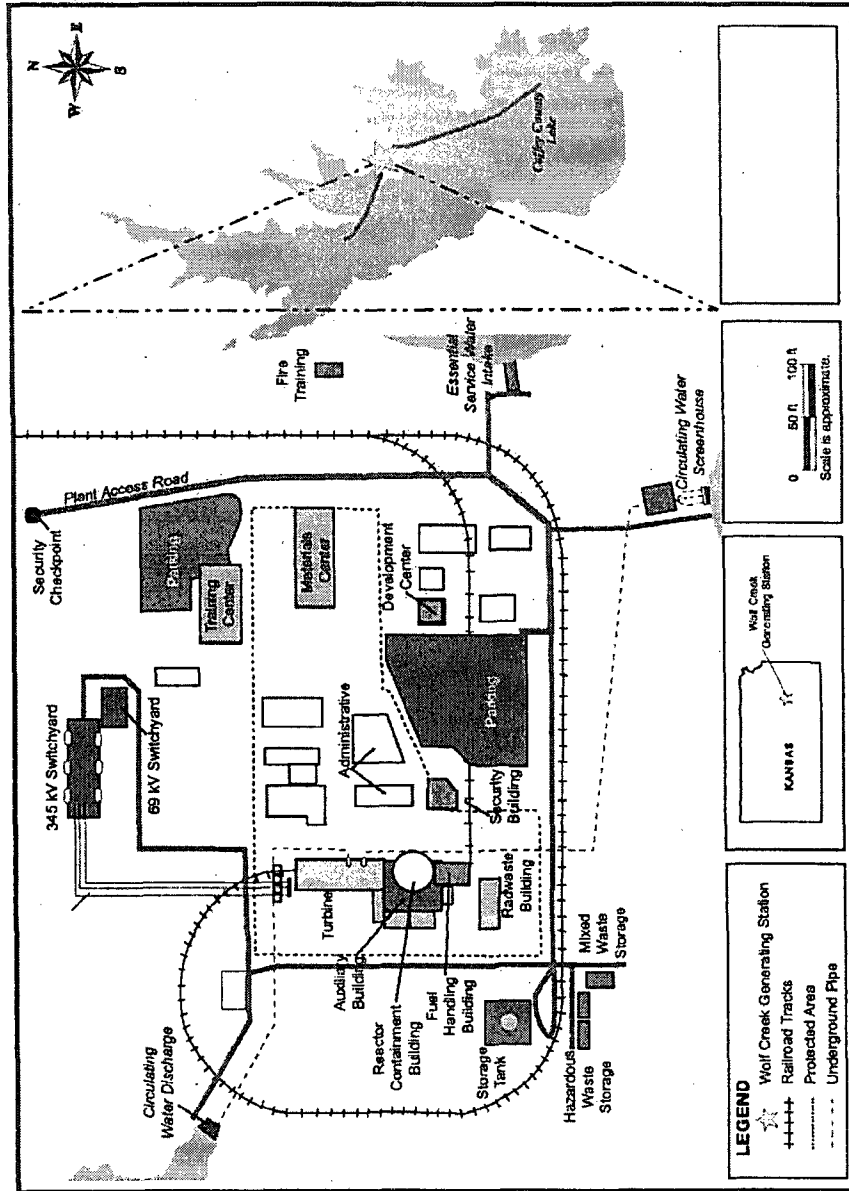 N
E
S
W
Coffey County
Lake
Security
Checkpoint
Plant Access Road
Parking
Training
Center
Materials
Center
Fire
Training
Essential
Service Water
Intake
Circulating Water
Screenhouse
345 kV Switchyard
69 kV Switchyard
Administrative
Development
Center
Parking
Security
Building
Turbine
Auxiliary
Building
Reactor
Containment
Building
Fuel
Handling
Building
Radwaste
Building
Circulating
Water Discharge
Storage
Tank
Hazardous
Waste
Storage
Mixed
Waste
Storage
LEGEND
Wolf Creek Generating Station
Railroad Tracks
Protected Area
Underground Pipe
KANSAS
Wolf Creek
Generating Station
0 50 ft 100 ft
Scale is approximate.